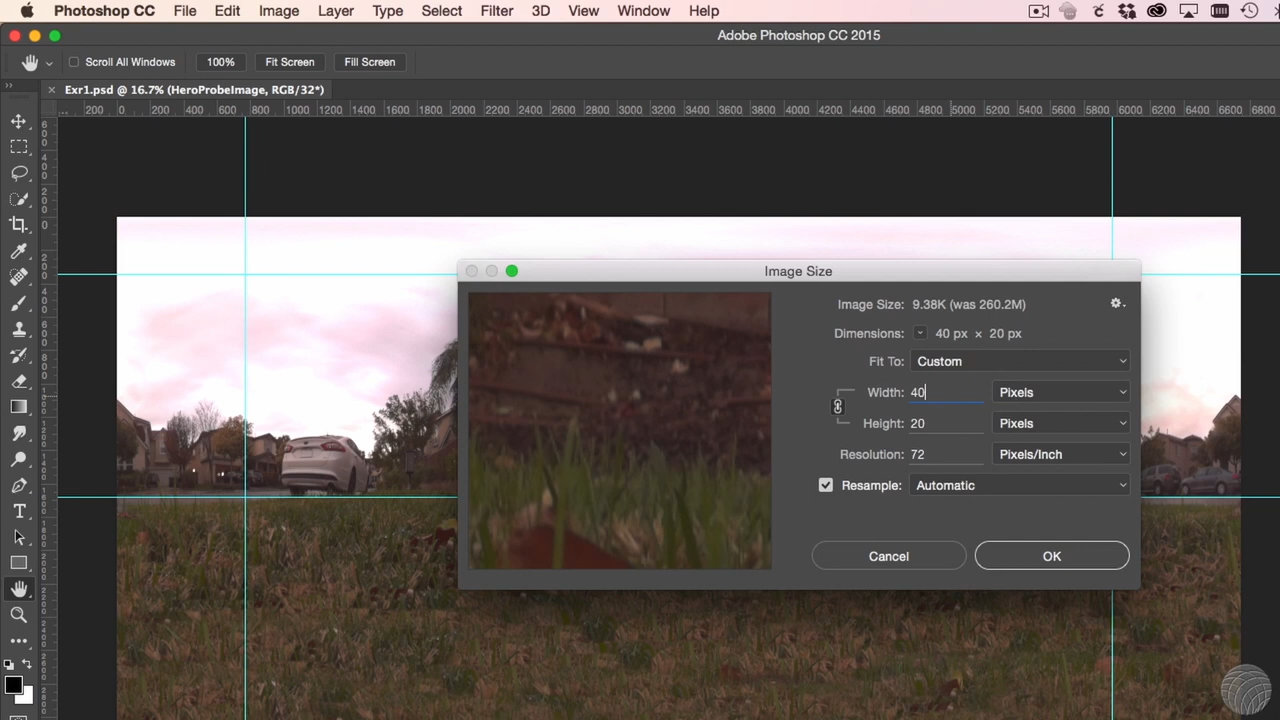 Photoshop CC File Edit Image Layer Type Select Filter 3D View Window Help
Adobe Photoshop CC 2015
Scroll All Windows 100% Fit Screen Fill Screen
× Exr1.psd @ 16.7% (HeroProbeImage, RGB/32*)
200 0 200 400 600 800 1000 1200 1400 1600 1800 2000 2200 2400 2600 2800 3000 3200 3400 3600 3800 4000 4200 4400 4600 4800 5000 5200 5400 5600 5800 6000 6200 6400 6600 6800
Image Size
Image Size: 9.38K (was 260.2M)
Dimensions: 40 px × 20 px
Fit To: Custom
Width: 40 Pixels
Height: 20 Pixels
Resolution: 72 Pixels/Inch
Resample: Automatic
Cancel OK